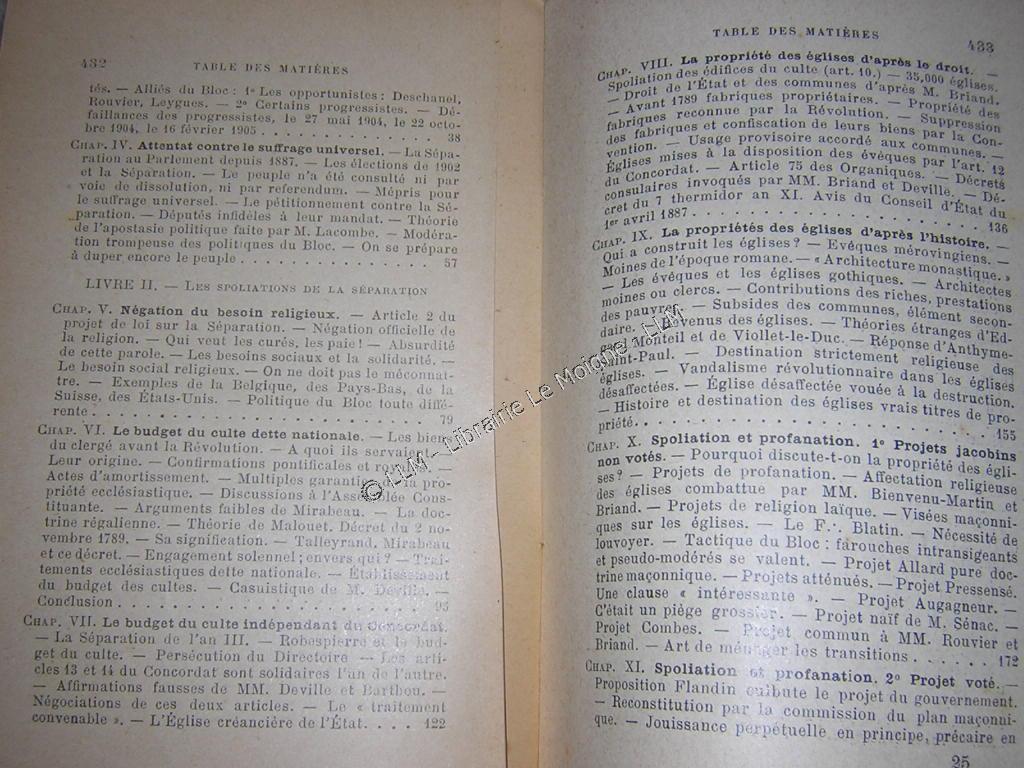 432 TABLE DES MATIÈRES
tés. — Alliés du Bloc : 1° Les opportunistes : Deschanel,
Rouvier, Leygues. — 2° Certains progressistes. — Dé-
faillances des progressistes, le 27 mai 1904, le 22 octo-
bre 1904, le 16 février 1905 . . . . . . . . . . . . . . 38
CHAP. IV. Attentat contre le suffrage universel. — La Sépa-
ration au Parlement depuis 1887. — Les élections de 1902
et la Séparation. — Le peuple n'a été consulté ni par
voie de dissolution, ni par referendum. — Mépris pour
le suffrage universel. — Le pétitionnement contre la Sé-
paration. — Députés infidèles à leur mandat. — Théorie
de l'apostasie politique faite par M. Lacombe. — Modéra-
tion trompeuse des politiques du Bloc. — On se prépare
à duper encore le peuple . . . . . . . . . . . . . . 57
LIVRE II. — LES SPOLIATIONS DE LA SÉPARATION
CHAP. V. Négation du besoin religieux. — Article 2 du
projet de loi sur la Séparation. — Négation officielle de
la religion. — Qui veut les curés, les paie ! — Absurdité
de cette parole. — Les besoins sociaux et la solidarité. —
Le besoin social religieux. — On ne doit pas le méconnaî-
tre. — Exemples de la Belgique, des Pays-Bas, de la
Suisse, des États-Unis. — Politique du Bloc toute diffé-
rente . . . . . . . . . . . . . . . . . . . . . . . 79
CHAP. VI. Le budget du culte dette nationale. — Les biens
du clergé avant la Révolution. — A quoi ils servaient. —
Leur origine. — Confirmations pontificales et royales. —
Actes d'amortissement. — Multiples garanties de la pro-
priété ecclésiastique. — Discussions à l'Assemblée Cons-
tituante. — Arguments faibles de Mirabeau. — La doc-
trine régalienne. — Théorie de Malouet. Décret du 2 no-
vembre 1789. — Sa signification. — Talleyrand, Mirabeau
et ce décret. — Engagement solennel ; envers qui ? — Trai-
tements ecclésiastiques dette nationale. — Établissement
du budget des cultes. — Casuistique de M. Deville. —
Conclusion . . . . . . . . . . . . . . . . . . . . . 95
CHAP. VII. Le budget du culte indépendant du Concordat.
— La Séparation de l'an III. — Robespierre et le bud-
get du culte. — Persécution du Directoire — Les arti-
cles 13 et 14 du Concordat sont solidaires l'un de l'autre.
— Affirmations fausses de MM. Deville et Barthou. —
Négociations de ces deux articles. — Le « traitement
convenable ». — L'Église créancière de l'État. . . . 122
TABLE DES MATIÈRES 433
CHAP. VIII. La propriété des églises d'après le droit. —
Spoliation des édifices du culte (art. 10.) — 35,000 églises.
— Droit de l'État et des communes d'après M. Briand.
— Avant 1789 fabriques propriétaires. — Propriété des
fabriques reconnue par la Révolution. — Suppression
des fabriques et confiscation de leurs biens par la Con-
vention. — Usage provisoire accordé aux communes. —
Églises mises à la disposition des évêques par l'art. 12
du Concordat. — Article 75 des Organiques. — Décrets
consulaires invoqués par MM. Briand et Deville. — Dé-
cret du 7 thermidor an XI. Avis du Conseil d'État du
1er avril 1887 . . . . . . . . . . . . . . . . . . . 136
CHAP. IX. La propriétés des églises d'après l'histoire. —
Qui a construit les églises ? — Evêques mérovingiens. —
Moines de l'époque romane. — « Architecture monastique. »
— Les évêques et les églises gothiques. — Architectes
moines ou clercs. — Contributions des riches, prestations
des pauvres. — Subsides des communes, élément secon-
daire. — Revenus des églises. — Théories étranges d'Ed-
gard Monteil et de Viollet-le-Duc. — Réponse d'Anthyme-
Saint-Paul. — Destination strictement religieuse des
églises. — Vandalisme révolutionnaire dans les églises
désaffectées. — Église désaffectée vouée à la destruction.
— Histoire et destination des églises vrais titres de pro-
priété. . . . . . . . . . . . . . . . . . . . . . . 155
CHAP. X. Spoliation et profanation. 1° Projets jacobins
non votés. — Pourquoi discute-t-on la propriété des égli-
ses ? — Projets de profanation. — Affectation religieuse
des églises combattue par MM. Bienvenu-Martin et
Briand. — Projets de religion laïque. — Visées maçonni-
ques sur les églises. — Le F∴ Blatin. — Nécessité de
louvoyer. — Tactique du Bloc : farouches intransigeants
et pseudo-modérés se valent. — Projet Allard pure doc-
trine maçonnique. — Projets atténués. — Projet Pressensé.
Une clause « intéressante ». — Projet Augagneur. —
C'était un piège grossier. — Projet naïf de M. Sénac. —
Projet Combes. — Projet commun à MM. Rouvier et
Briand. — Art de ménager les transitions . . . . . . 172
CHAP. XI. Spoliation et profanation. 2° Projet voté. —
Proposition Flandin culbute le projet du gouvernement.
— Reconstitution par la commission du plan maçonni-
que. — Jouissance perpétuelle en principe, précaire en
25
© LLM - Librairie Le Moigne - LLM